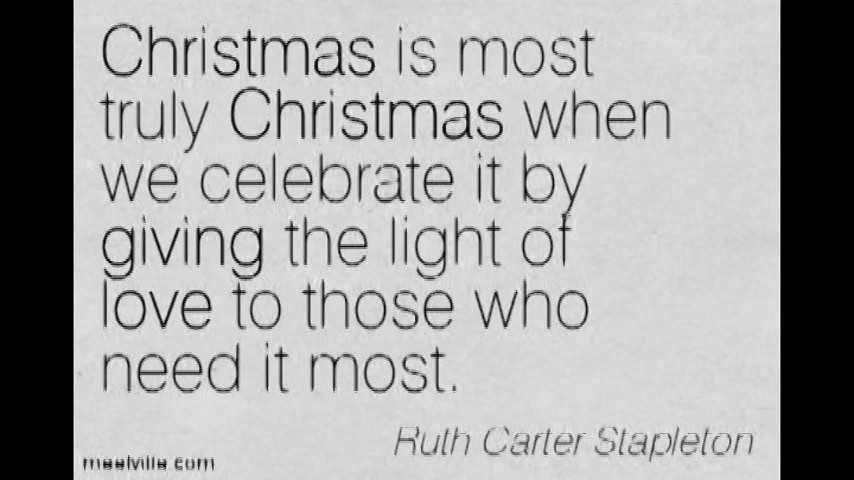 Christmas is most
truly Christmas when
we celebrate it by
giving the light of
love to those who
need it most.
Ruth Carter Stapleton
meetville.com